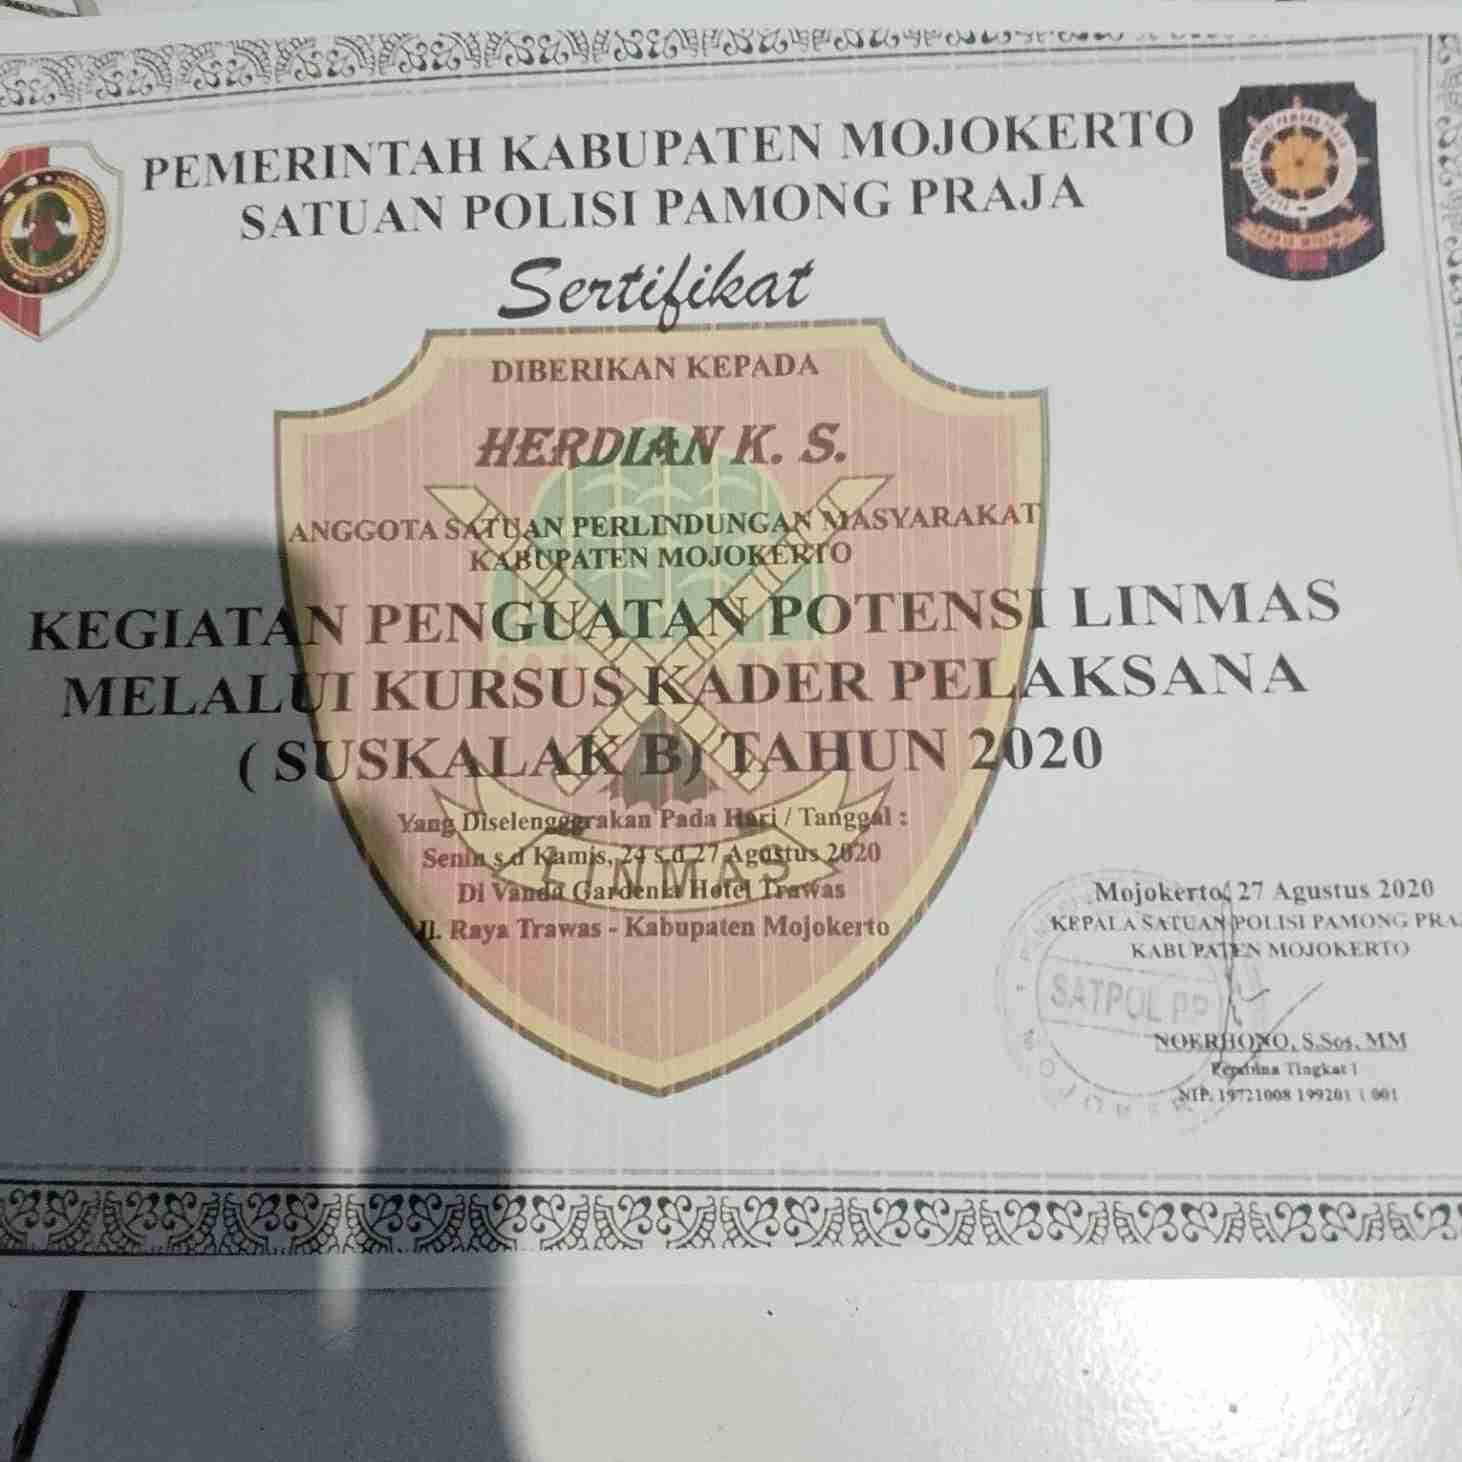 PEMERINTAH KABUPATEN MOJOKERTO
SATUAN POLISI PAMONG PRAJA
Sertifikat
DIBERIKAN KEPADA
HERDIAN K. S.
ANGGOTA SATUAN PERLINDUNGAN MASYARAKAT
KABUPATEN MOJOKERTO
KEGIATAN PENGUATAN POTENSI LINMAS
MELALUI KURSUS KADER PELAKSANA
( SUSKALAK B) TAHUN 2020
Yang Diselengggrakan Pada Hari / Tanggal :
Senin s.d Kamis, 24 s.d 27 Agustus 2020
Di Vanda Gardenia Hotel Trawas
Jl. Raya Trawas - Kabupaten Mojokerto
LINMAS
Mojokerto, 27 Agustus 2020
KEPALA SATUAN POLISI PAMONG PRA
KABUPATEN MOJOKERTO
SATPOL PP
NOERHONO, S.Sos, MM
Tingkat I
NIP. 19721008 199201 1 001